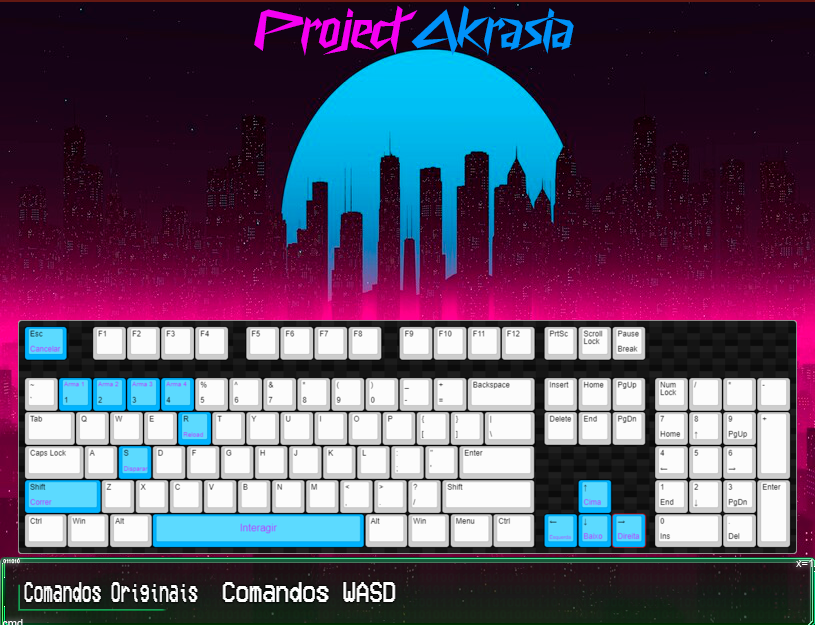 Project Akrasia
Esc F1 F2 F3 F4 F5 F6 F7 F8 F9 F10 F11 F12 PrtSc Scroll Lock Pause Break
Cancelar
~ ` Arma 1 1 Arma 2 2 Arma 3 3 Arma 4 4 % 5 ^ 6 & 7 * 8 ( 9 ) 0 _ - + = Backspace Insert Home PgUp Num Lock / * -
Tab Q W E R Reload T Y U I O P { [ } ] | \ Delete End PgDn 7 Home 8 ↑ 9 PgUp +
Caps Lock A S Disparar D F G H J K L : ; " ' Enter 4 ← 5 6 →
Shift Correr Z X C V B N M < , > . ? / Shift ↑ Cima 1 End 2 ↓ 3 PgDn Enter
Ctrl Win Alt Interagir Alt Win Menu Ctrl ← Esquerda ↓ Baixo → Direita 0 Ins . Del
011010
x=1
Comandos Originais Comandos WASD
cmd